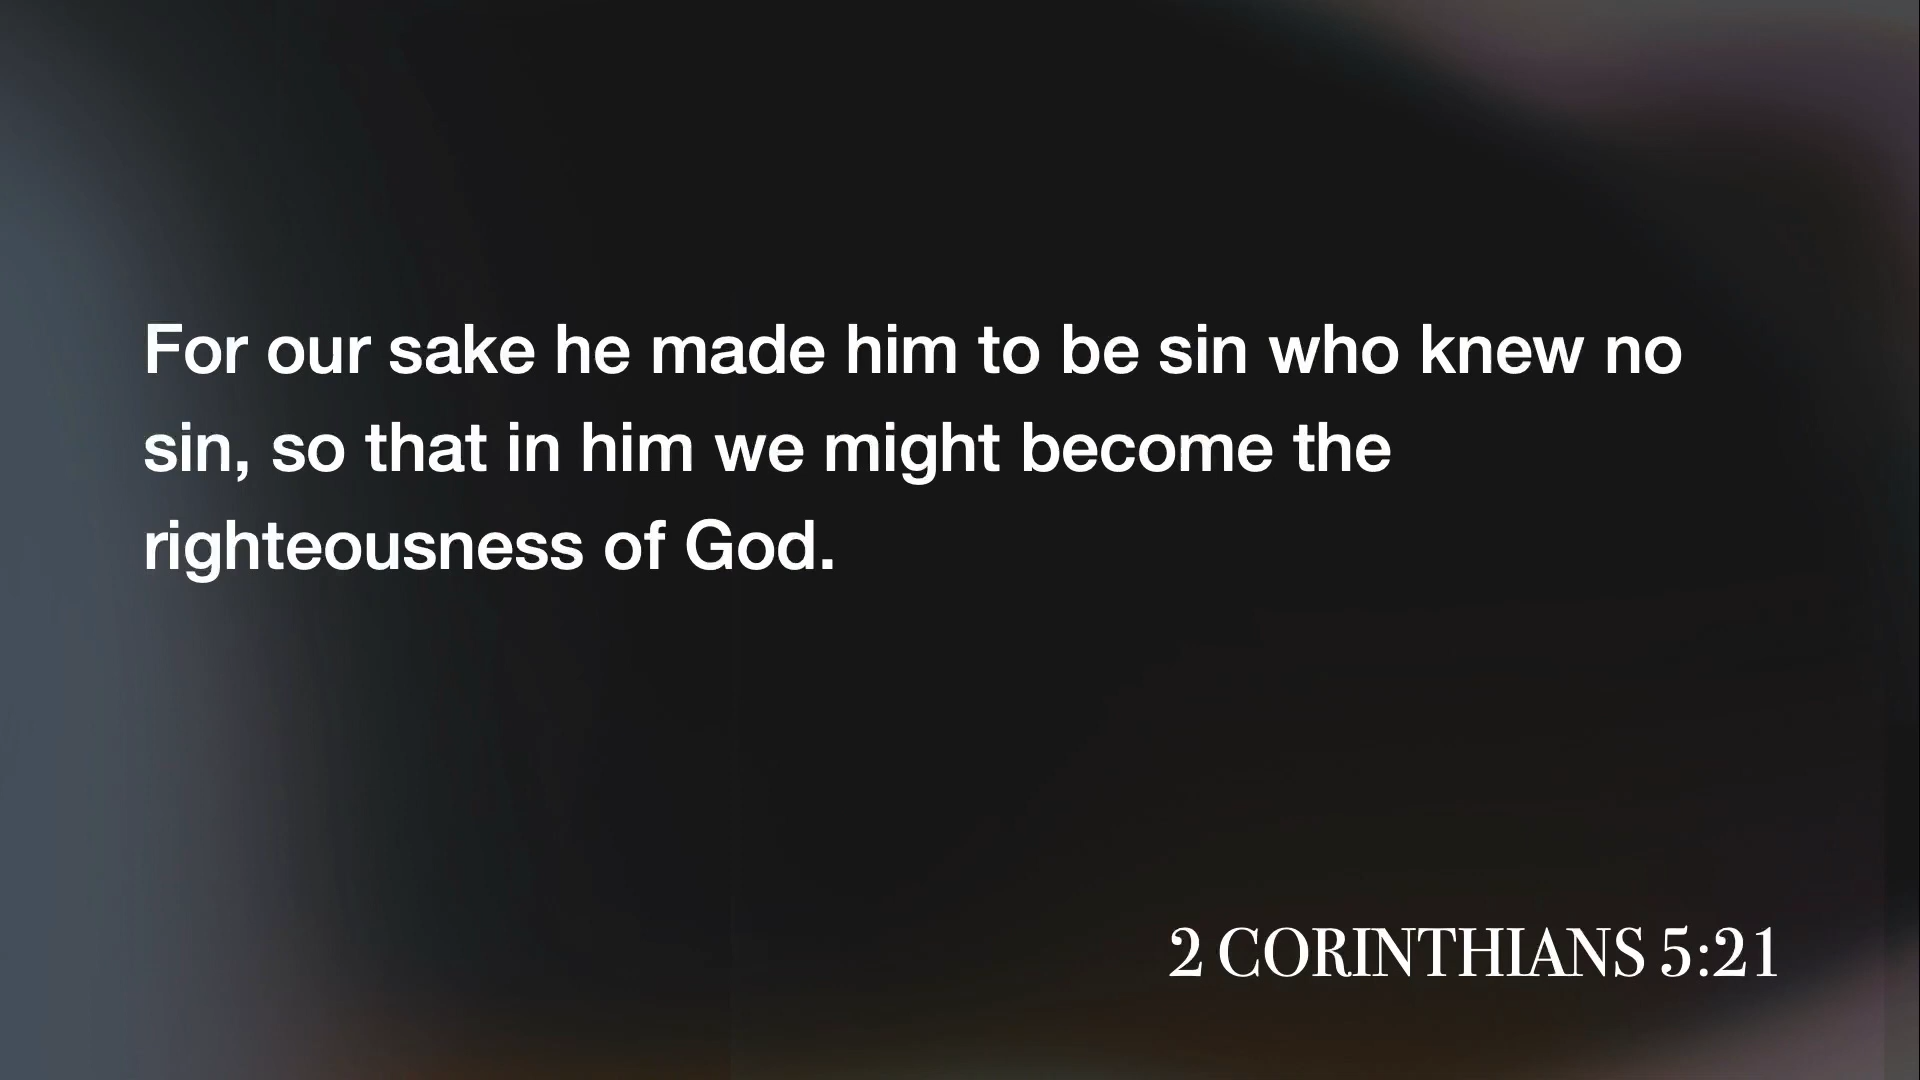 For our sake he made him to be sin who knew no
sin, so that in him we might become the
righteousness of God.
2 CORINTHIANS 5:21